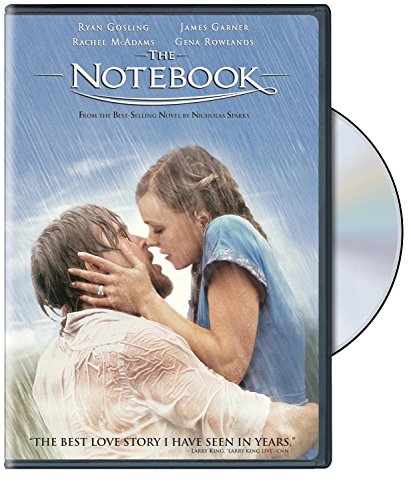 RYAN GOSLING JAMES GARNER
RACHEL MCADAMS GENA ROWLANDS
THE
NOTEBOOK
FROM THE BEST-SELLING NOVEL BY NICHOLAS SPARKS
"THE BEST LOVE STORY I HAVE SEEN IN YEARS."
LARRY KING, "LARRY KING LIVE" CNN